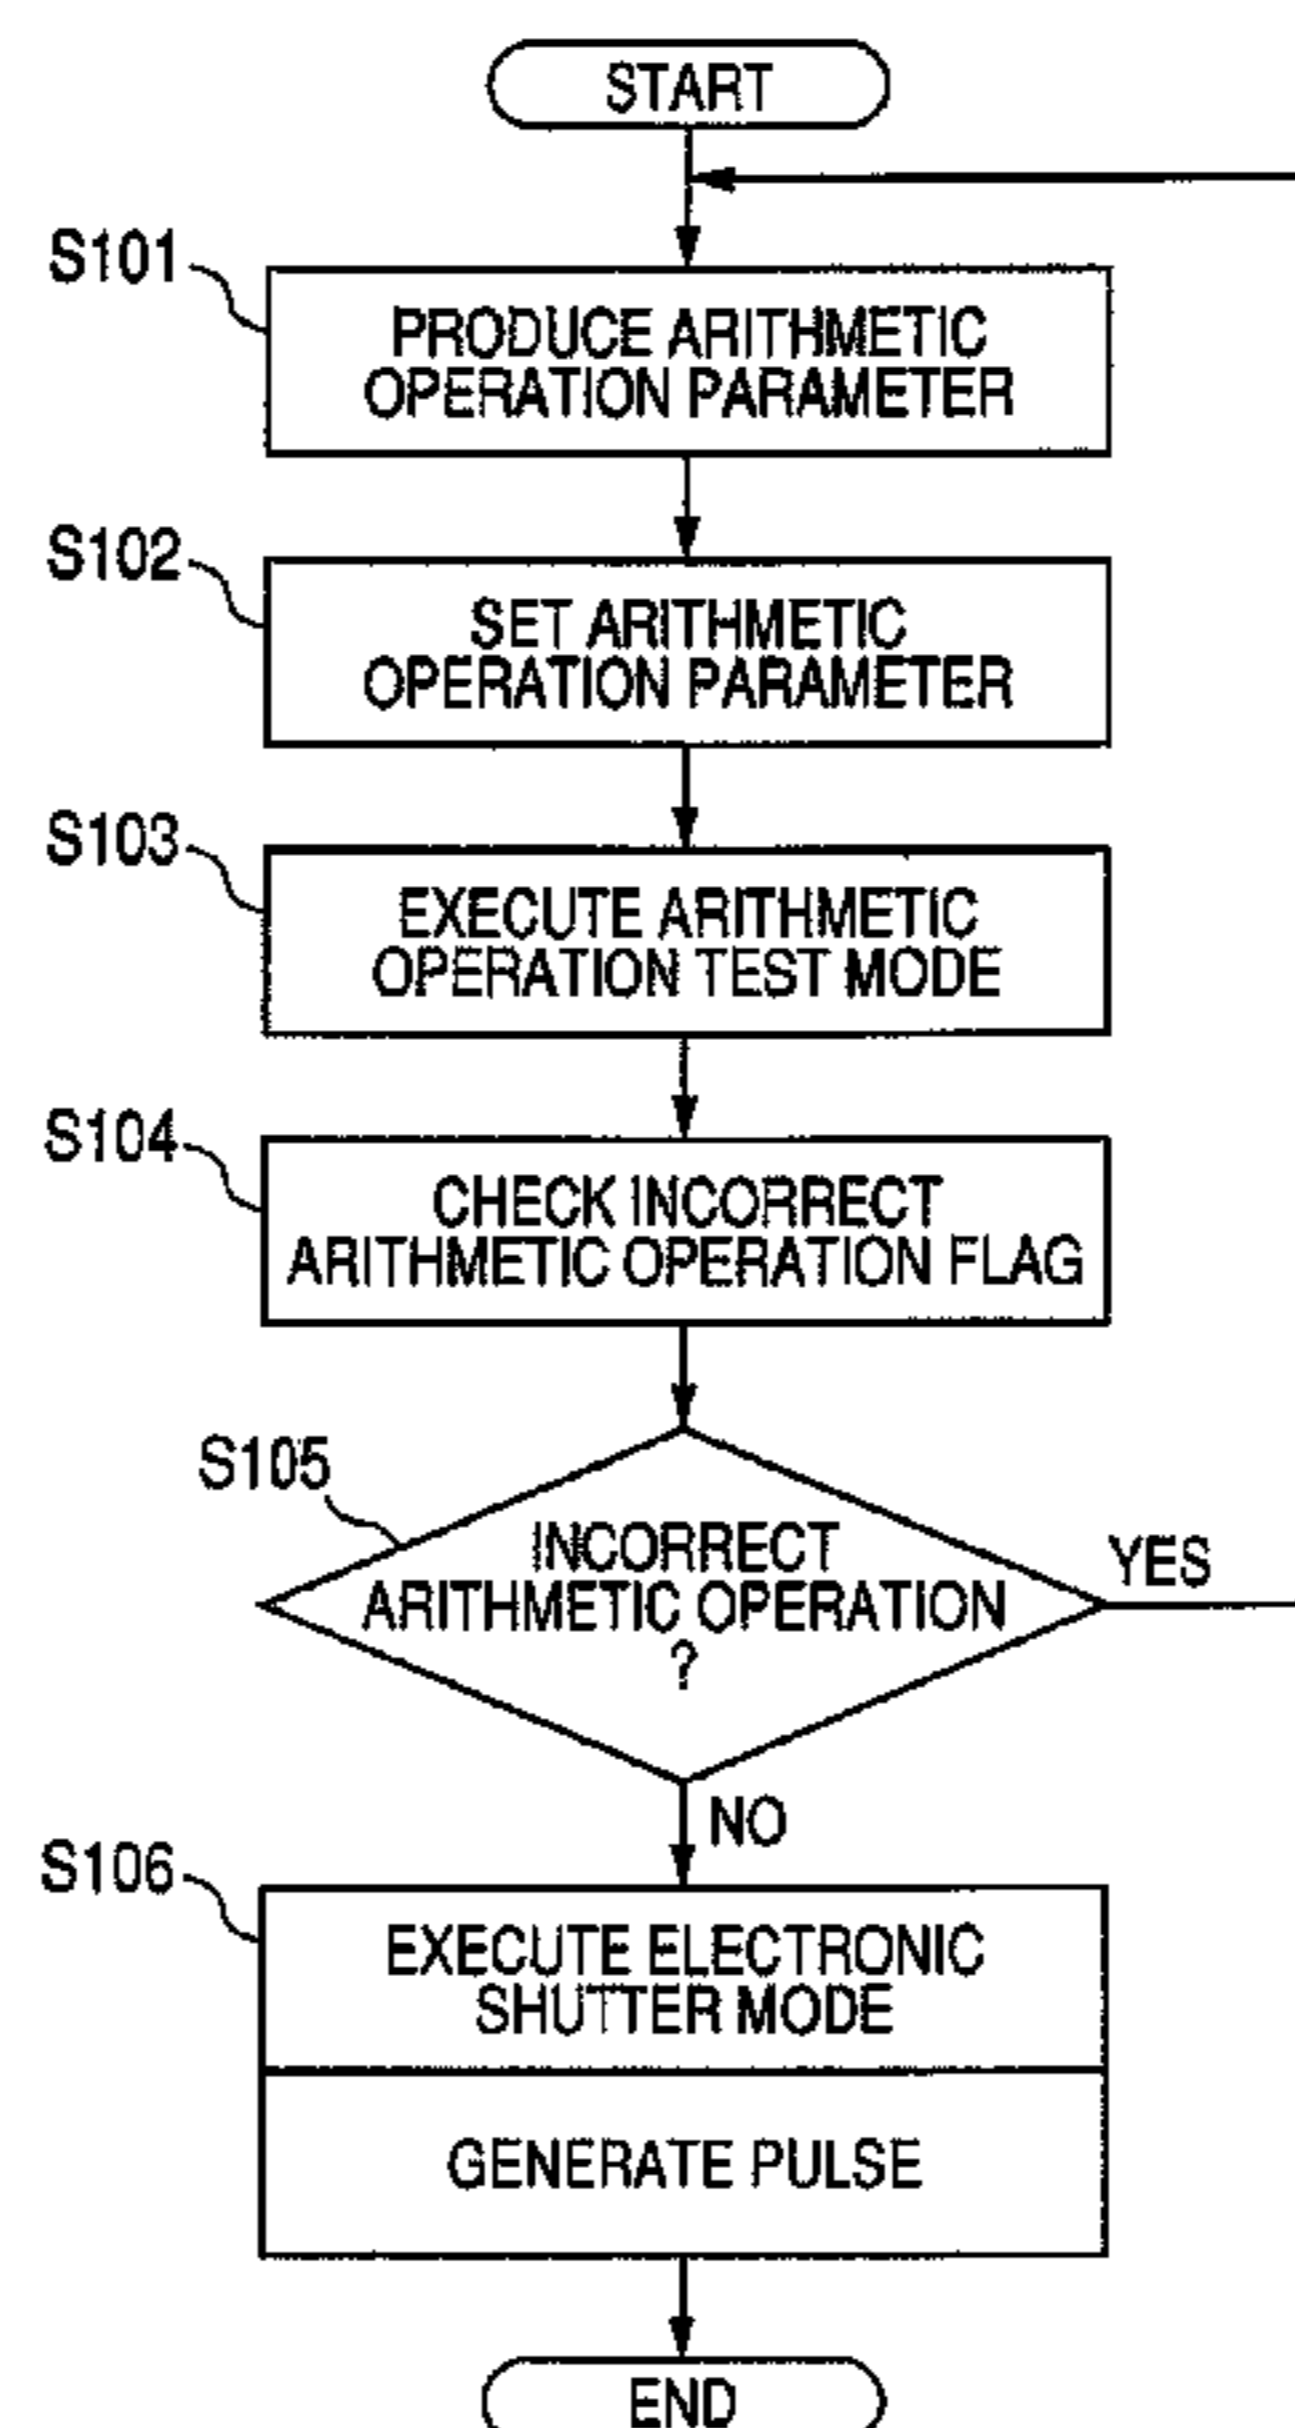 START
S101
PRODUCE ARITHMETIC
OPERATION PARAMETER
S102
SET ARITHMETIC
OPERATION PARAMETER
S103
EXECUTE ARITHMETIC
OPERATION TEST MODE
S104
CHECK INCORRECT
ARITHMETIC OPERATION FLAG
S105
INCORRECT
ARITHMETIC OPERATION
?
YES
NO
S106
EXECUTE ELECTRONIC
SHUTTER MODE
GENERATE PULSE
END